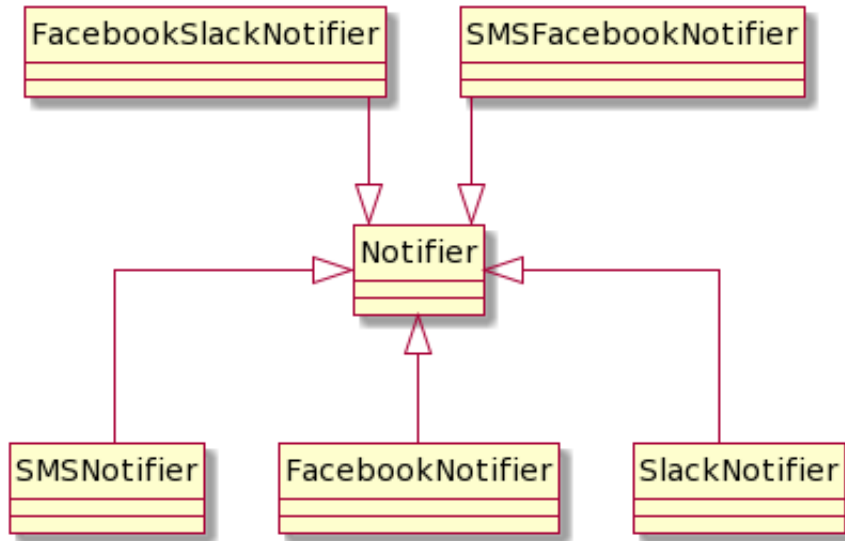 FacebookSlackNotifier
SMSFacebookNotifier
Notifier
SMSNotifier
FacebookNotifier
SlackNotifier